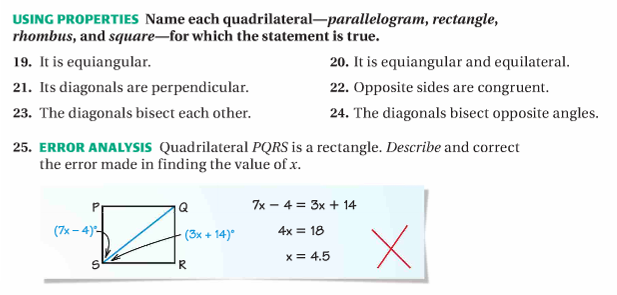 USING PROPERTIES Name each quadrilateral—parallelogram, rectangle,
rhombus, and square—for which the statement is true.
19. It is equiangular.
20. It is equiangular and equilateral.
21. Its diagonals are perpendicular.
22. Opposite sides are congruent.
23. The diagonals bisect each other.
24. The diagonals bisect opposite angles.
25. ERROR ANALYSIS Quadrilateral PQRS is a rectangle. Describe and correct
the error made in finding the value of x.
P Q
7x − 4 = 3x + 14
(7x − 4)°
(3x + 14)°
4x = 18
S R
x = 4.5